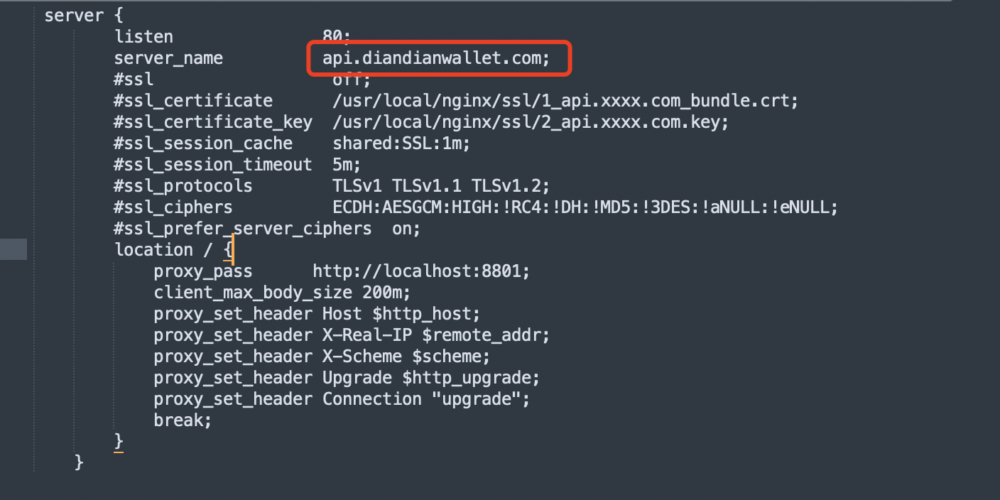 server {
listen 80;
server_name api.diandianwallet.com;
#ssl off;
#ssl_certificate /usr/local/nginx/ssl/1_api.xxxx.com_bundle.crt;
#ssl_certificate_key /usr/local/nginx/ssl/2_api.xxxx.com.key;
#ssl_session_cache shared:SSL:1m;
#ssl_session_timeout 5m;
#ssl_protocols TLSv1 TLSv1.1 TLSv1.2;
#ssl_ciphers ECDH:AESGCM:HIGH:!RC4:!DH:!MD5:!3DES:!aNULL:!eNULL;
#ssl_prefer_server_ciphers on;
location / {
proxy_pass http://localhost:8801;
client_max_body_size 200m;
proxy_set_header Host $http_host;
proxy_set_header X-Real-IP $remote_addr;
proxy_set_header X-Scheme $scheme;
proxy_set_header Upgrade $http_upgrade;
proxy_set_header Connection "upgrade";
break;
}
}